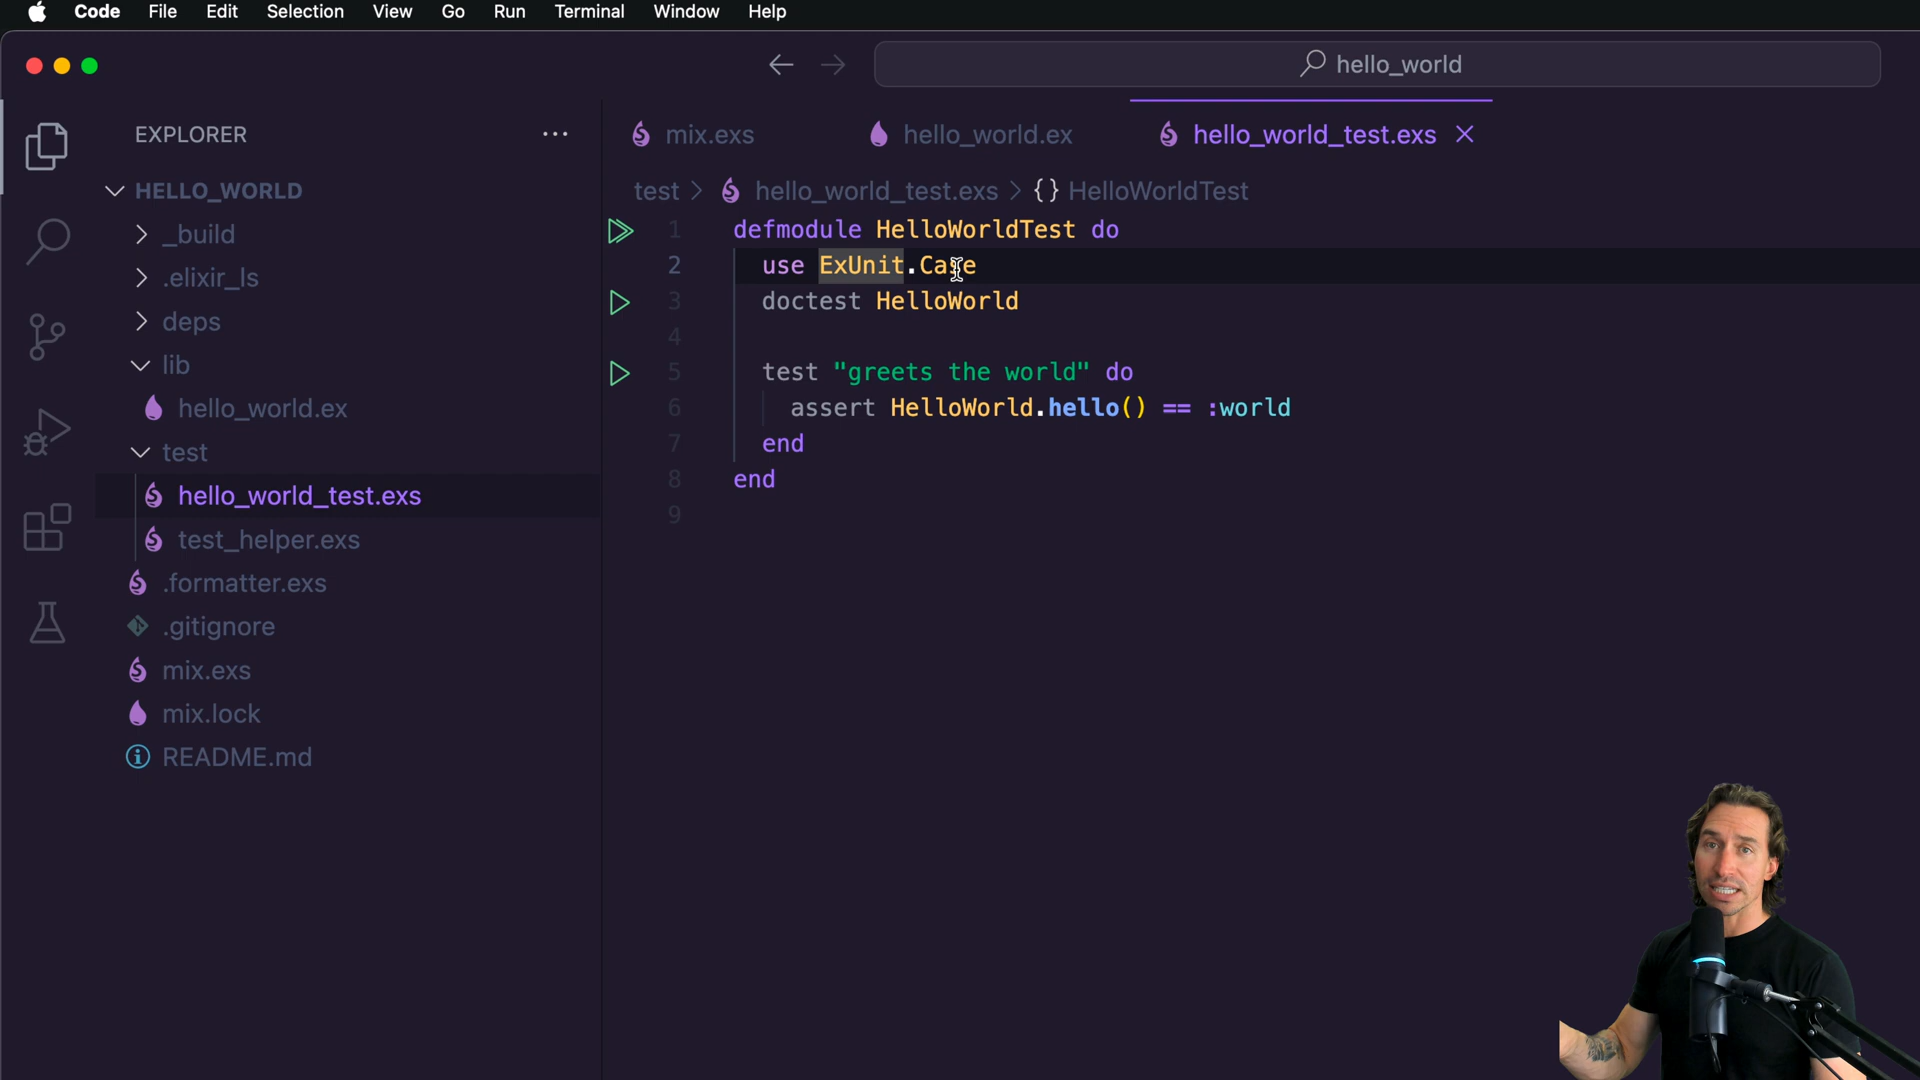 Code File Edit Selection View Go Run Terminal Window Help
hello_world
EXPLORER
HELLO_WORLD
_build
.elixir_ls
deps
lib
hello_world.ex
test
hello_world_test.exs
test_helper.exs
.formatter.exs
.gitignore
mix.exs
mix.lock
README.md
mix.exs hello_world.ex hello_world_test.exs
test > hello_world_test.exs > {} HelloWorldTest
1 defmodule HelloWorldTest do
2 use ExUnit.Case
3 doctest HelloWorld
4
5 test "greets the world" do
6 assert HelloWorld.hello() == :world
7 end
8 end
9